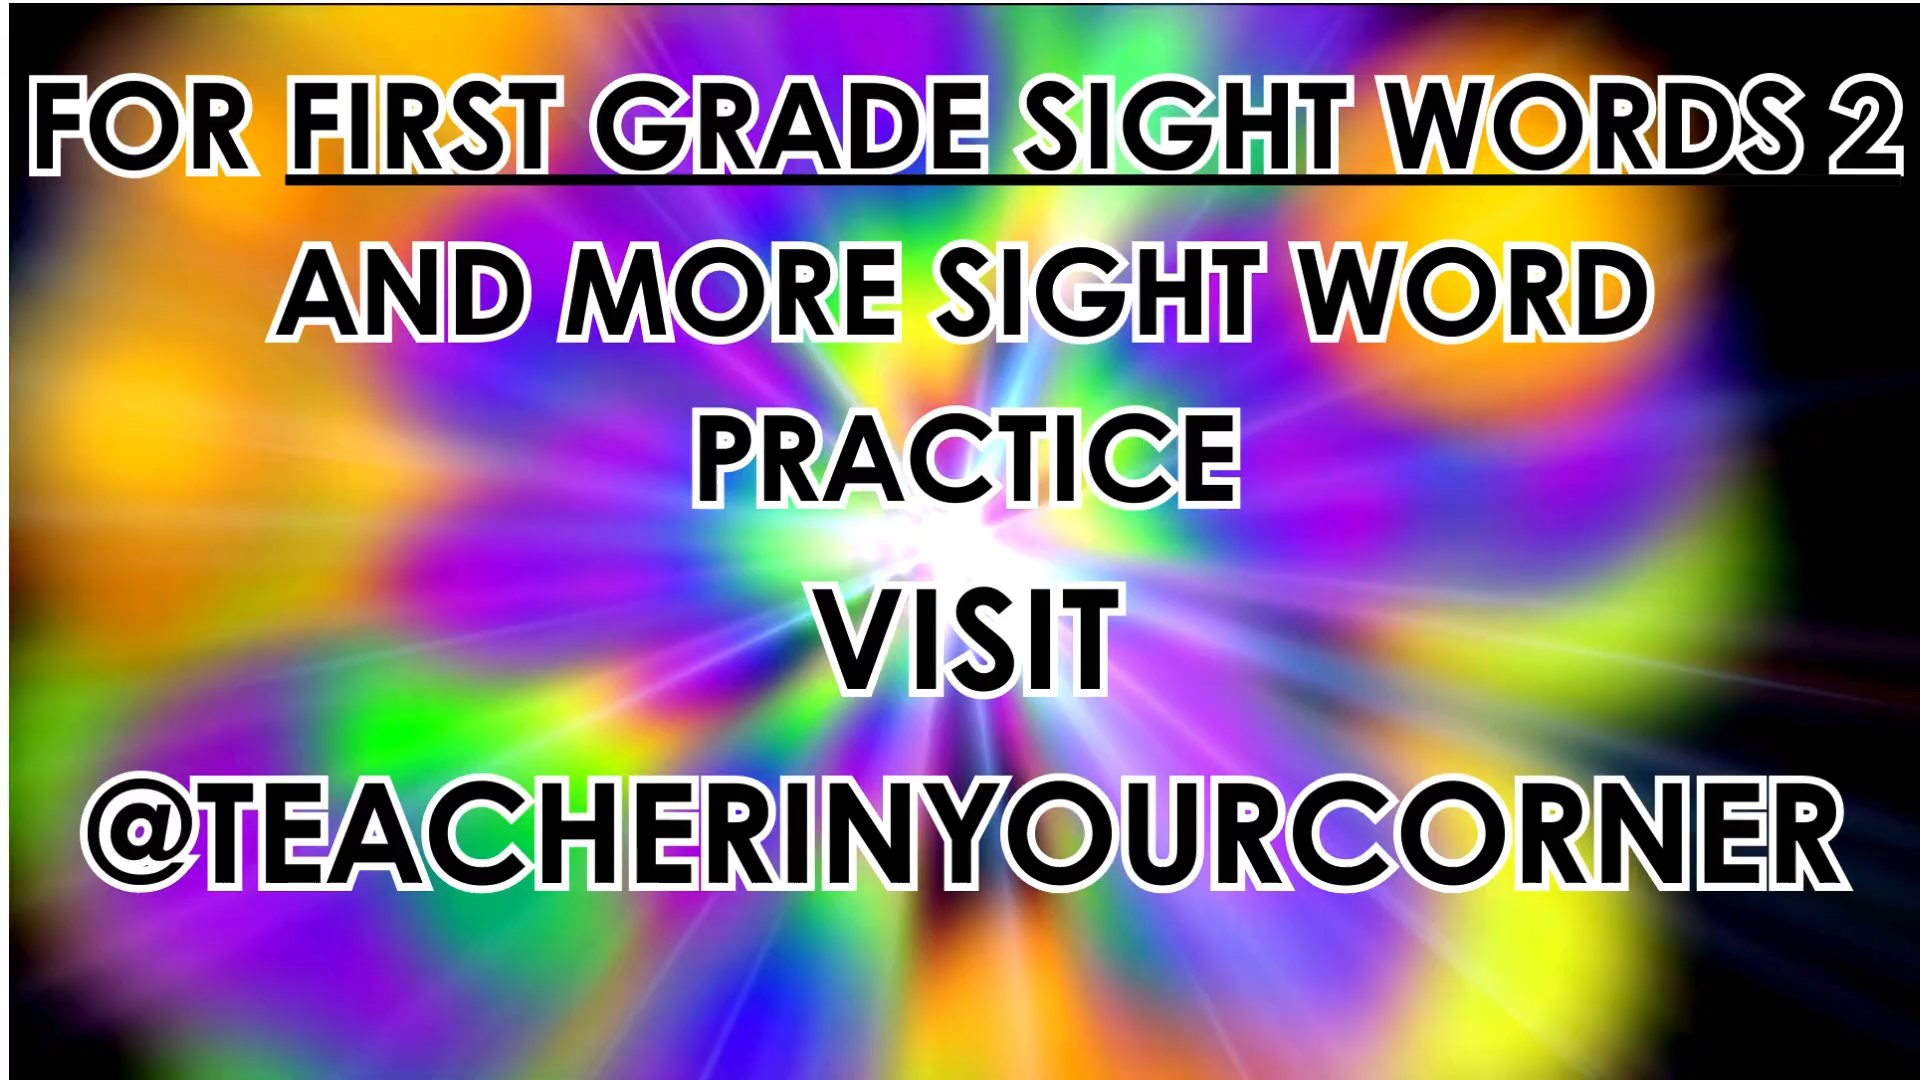 FOR FIRST GRADE SIGHT WORDS 2
AND MORE SIGHT WORD
PRACTICE
VISIT
@TEACHERINYOURCORNER